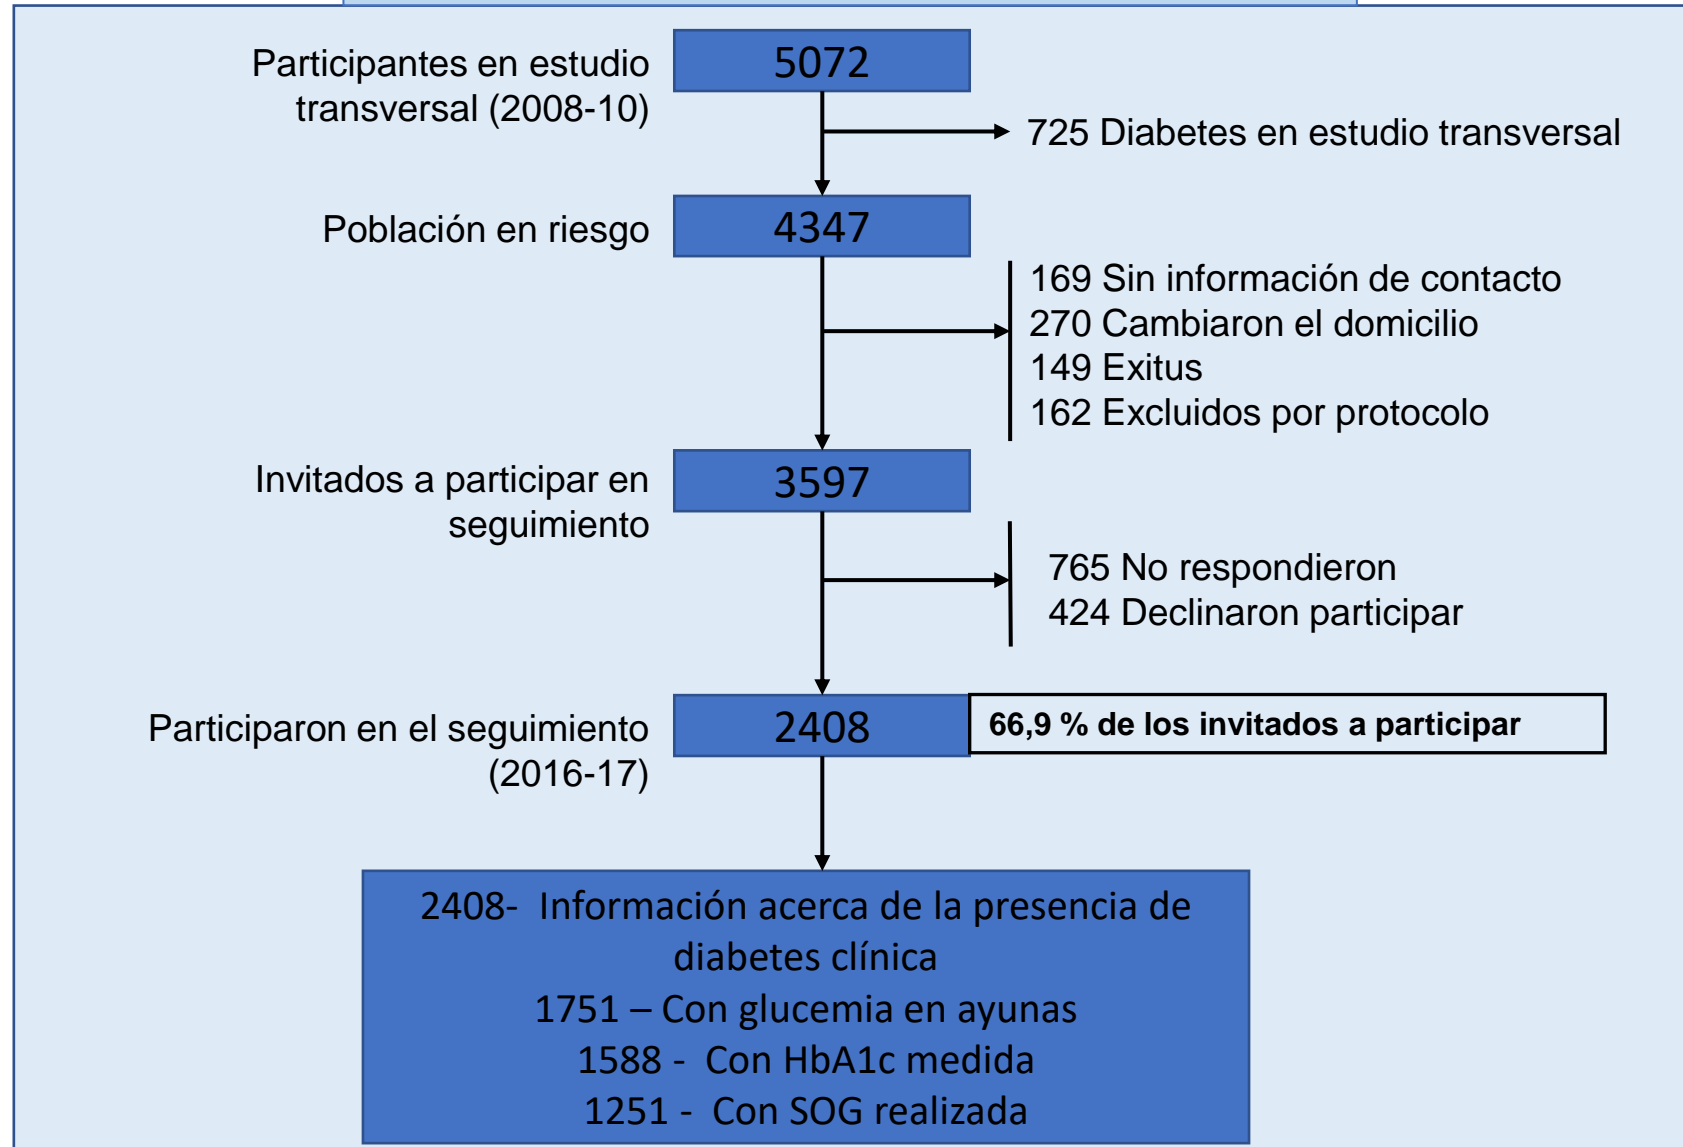 Participantes en estudio
transversal (2008-10)
5072
725 Diabetes en estudio transversal
Población en riesgo
4347
169 Sin información de contacto
270 Cambiaron el domicilio
149 Exitus
162 Excluidos por protocolo
Invitados a participar en
seguimiento
3597
765 No respondieron
424 Declinaron participar
Participaron en el seguimiento
(2016-17)
2408
66,9 % de los invitados a participar
2408-  Información acerca de la presencia de
diabetes clínica
1751 – Con glucemia en ayunas
1588 -  Con HbA1c medida
1251 -  Con SOG realizada